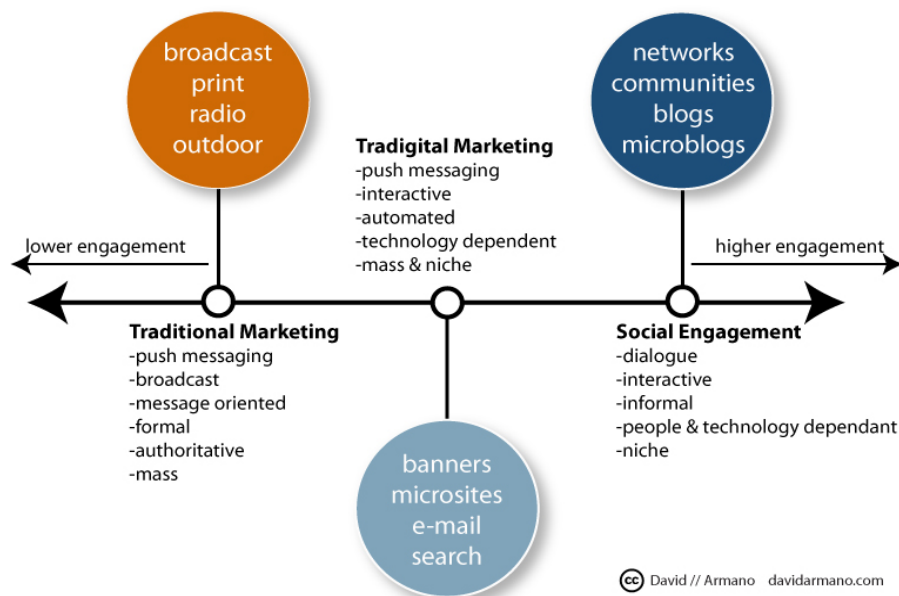 broadcast
print
radio
outdoor
networks
communities
blogs
microblogs
Tradigital Marketing
-push messaging
-interactive
-automated
-technology dependent
-mass & niche
lower engagement
higher engagement
Traditional Marketing
-push messaging
-broadcast
-message oriented
-formal
-authoritative
-mass
Social Engagement
-dialogue
-interactive
-informal
-people & technology dependant
-niche
banners
microsites
e-mail
search
cc David // Armano davidarmano.com